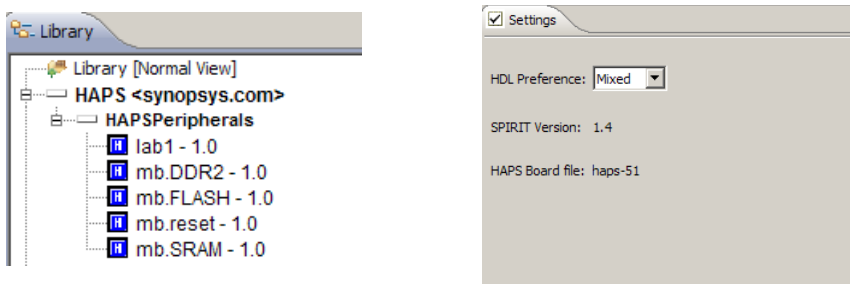 Library
Library [Normal View]
HAPS <synopsys.com>
HAPSPeripherals
H lab1 - 1.0
H mb.DDR2 - 1.0
H mb.FLASH - 1.0
H mb.reset - 1.0
H mb.SRAM - 1.0
Settings
HDL Preference: Mixed
SPIRIT Version: 1.4
HAPS Board file: haps-51